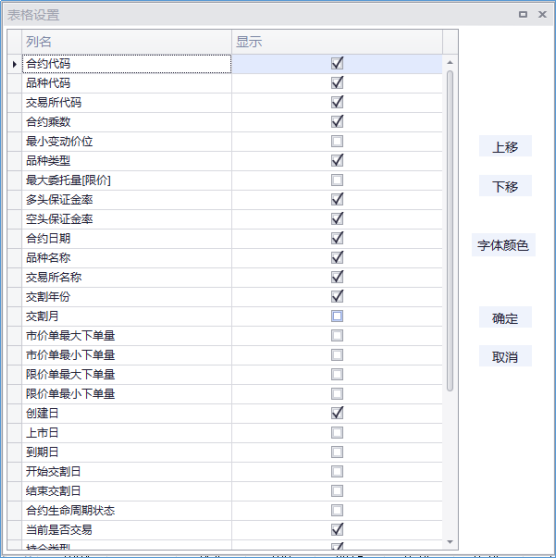 表格设置
列名 显示
合约代码
品种代码
交易所代码
合约乘数
最小变动价位
品种类型
最大委托量[限价]
多头保证金率
空头保证金率
合约日期
品种名称
交易所名称
交割年份
交割月
市价单最大下单量
市价单最小下单量
限价单最大下单量
限价单最小下单量
创建日
上市日
到期日
开始交割日
结束交割日
合约生命周期状态
当前是否交易
持仓类型
上移
下移
字体颜色
确定
取消